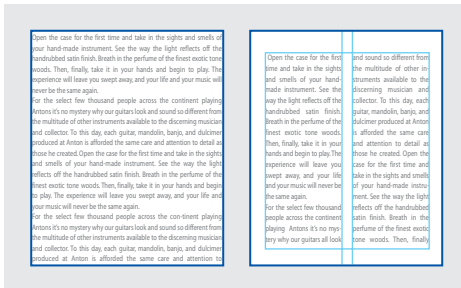 Open the case for the first time and take in the sights and smells of
your hand-made instrument. See the way the light reflects off the
handrubbed satin finish. Breath in the perfume of the finest exotic tone
woods. Then, finally, take it in your hands and begin to play. The
experience will leave you swept away, and your life and your music will
never be the same again.
For the select few thousand people across the continent playing
Antons it's no mystery why our guitars look and sound so different from
the multitude of other instruments available to the discerning musician
and collector. To this day, each guitar, mandolin, banjo, and dulcimer
produced at Anton is afforded the same care and attention to detail as
those he created. Open the case for the first time and take in the sights
and smells of your hand-made instrument. See the way the light
reflects off the handrubbed satin finish. Breath in the perfume of the
finest exotic tone woods. Then, finally, take it in your hands and begin
to play. The experience will leave you swept away, and your life and
your music will never be the same again.
For the select few thousand people across the con-tinent playing
Antons it's no mystery why our guitars look and sound so different from
the multitude of other instruments available to the discerning musician
and collector. To this day, each guitar, mandolin, banjo, and dulcimer
produced at Anton is afforded the same care and attention to
Open the case for the first
time and take in the sights
and smells of your hand-
made instrument. See the
way the light reflects off the
handrubbed satin finish.
Breath in the perfume of the
finest exotic tone woods.
Then, finally, take it in your
hands and begin to play. The
experience will leave you
swept away, and your life
and your music will never be
the same again.
For the select few thousand
people across the continent
playing Antons it's no mys-
tery why our guitars all look
and sound so different from
the multitude of other in-
struments available to the
discerning musician and
collector. To this day, each
guitar, mandolin, banjo, and
dulcimer produced at Anton
is afforded the same care
and attention to detail as
those he created. Open the
case for the first time and
take in the sights and smells
of your hand-made instru-
ment. See the way the light
reflects off the handrubbed
satin finish. Breath in the
perfume of the finest exotic
tone woods. Then, finally